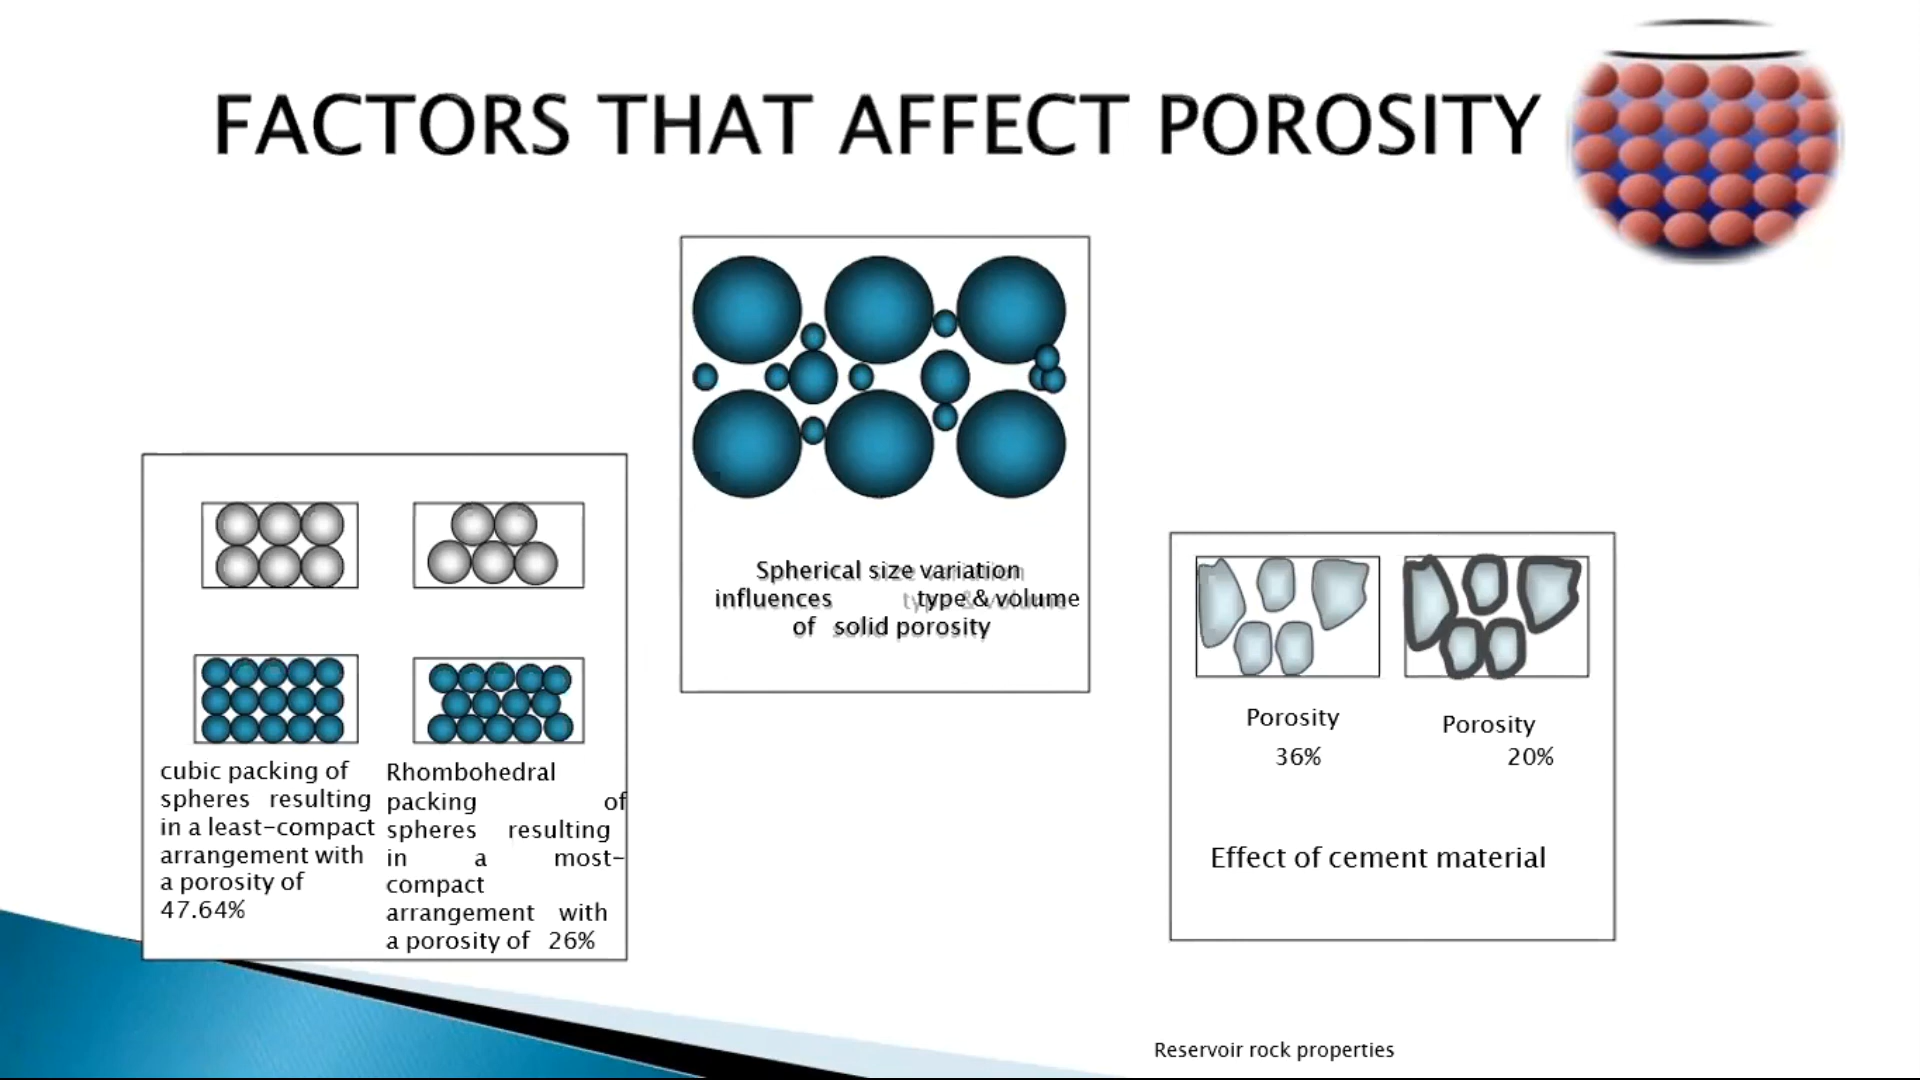 FACTORS THAT AFFECT POROSITY
Spherical size variation
influences type & volume
of solid porosity
cubic packing of
spheres resulting
in a least-compact
arrangement with
a porosity of
47.64%
Rhombohedral
packing of
spheres resulting
in a most-
compact
arrangement with
a porosity of 26%
Porosity
36%
Porosity
20%
Effect of cement material
Reservoir rock properties